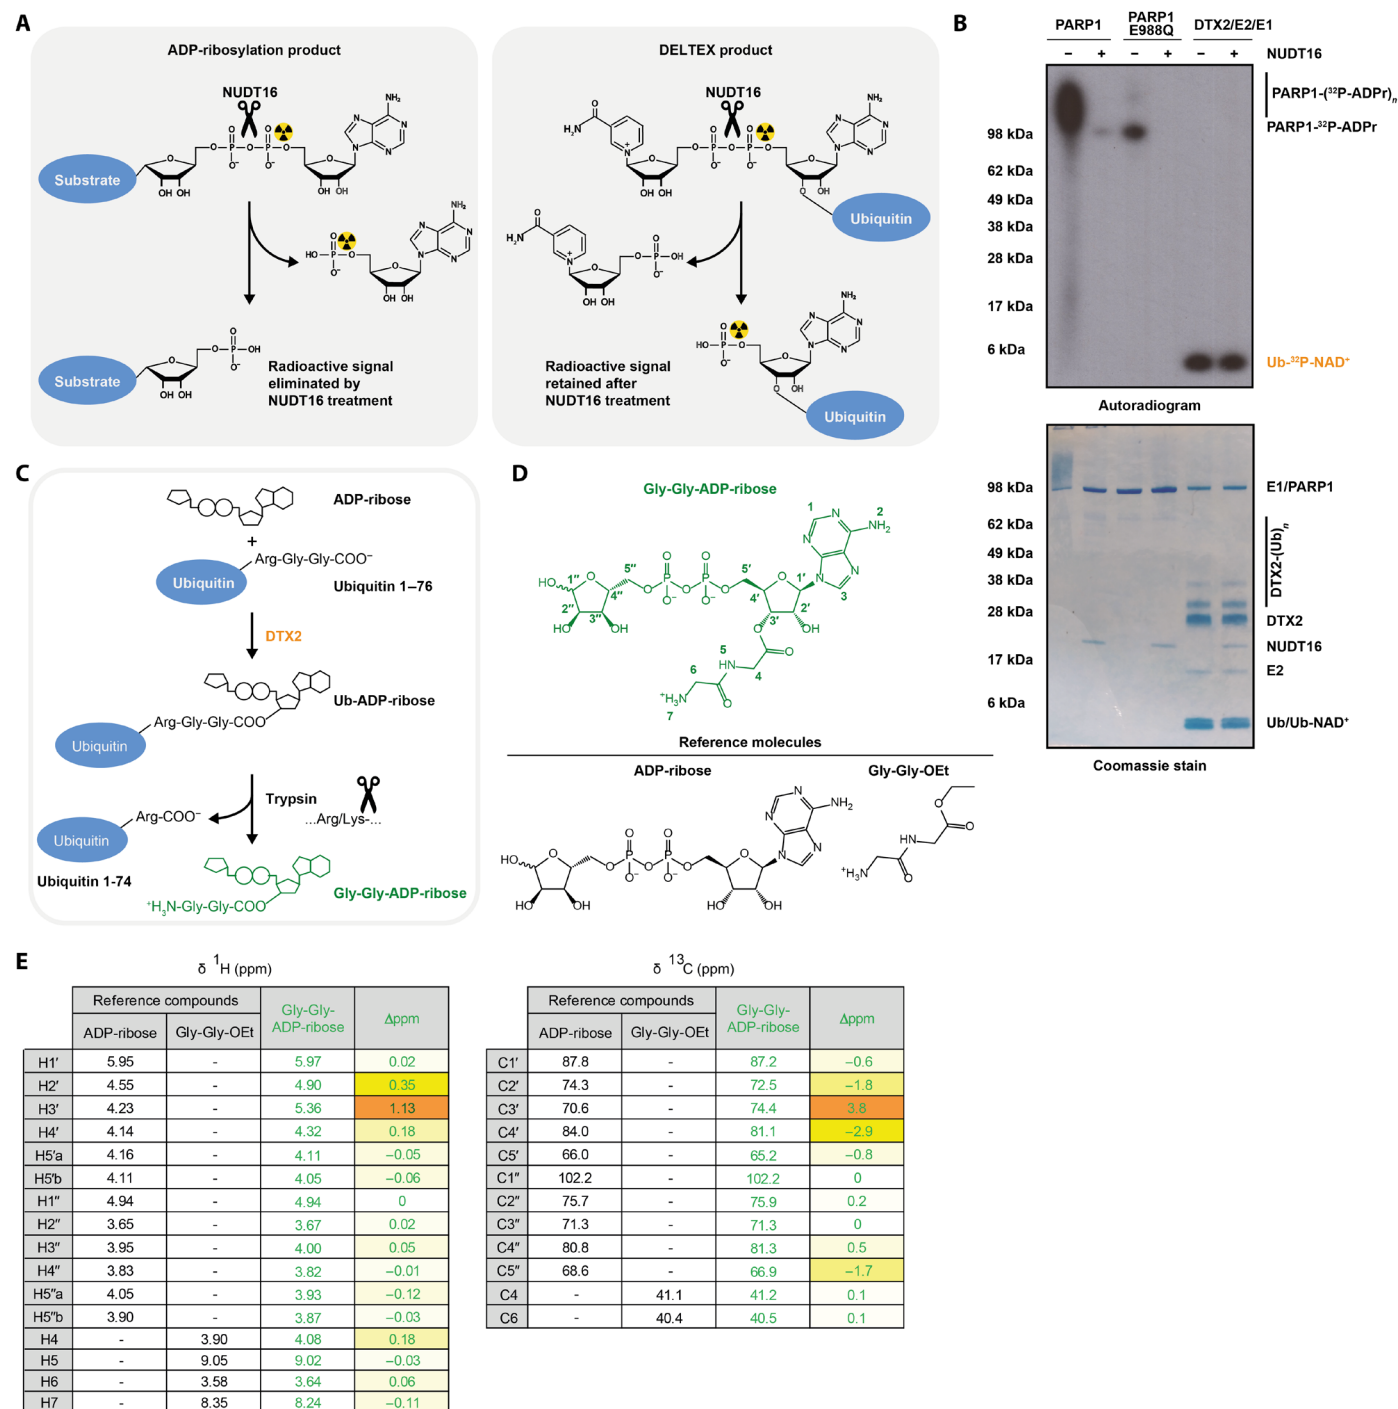 A
ADP-ribosylation product
NUDT16
Substrate
Substrate
Radioactive signal
eliminated by
NUDT16 treatment
DELTEX product
NUDT16
Ubiquitin
Radioactive signal
retained after
NUDT16 treatment
Ubiquitin
B
PARP1
PARP1
E988Q
DTX2/E2/E1
– + – + – + NUDT16
PARP1-(³²P-ADPr)ₙ
98 kDa
PARP1-³²P-ADPr
62 kDa
49 kDa
38 kDa
28 kDa
17 kDa
6 kDa
Ub-³²P-NAD⁺
Autoradiogram
98 kDa
E1/PARP1
62 kDa
49 kDa
38 kDa
DTX2-(Ub)ₙ
28 kDa
DTX2
NUDT16
17 kDa
E2
6 kDa
Ub/Ub-NAD⁺
Coomassie stain
C
ADP-ribose
+
Arg-Gly-Gly-COO⁻
Ubiquitin
Ubiquitin 1–76
DTX2
Ub-ADP-ribose
Arg-Gly-Gly-COO
Ubiquitin
Trypsin
...Arg/Lys-...
Arg-COO⁻
Ubiquitin
Ubiquitin 1-74
Gly-Gly-ADP-ribose
⁺H₃N-Gly-Gly-COO
D
Gly-Gly-ADP-ribose
Reference molecules
ADP-ribose Gly-Gly-OEt
E
δ ¹H (ppm)
Reference compounds Gly-Gly-ADP-ribose Δppm
ADP-ribose Gly-Gly-OEt
H1′ 5.95 - 5.97 0.02
H2′ 4.55 - 4.90 0.35
H3′ 4.23 - 5.36 1.13
H4′ 4.14 - 4.32 0.18
H5′a 4.16 - 4.11 −0.05
H5′b 4.11 - 4.05 −0.06
H1″ 4.94 - 4.94 0
H2″ 3.65 - 3.67 0.02
H3″ 3.95 - 4.00 0.05
H4″ 3.83 - 3.82 −0.01
H5″a 4.05 - 3.93 −0.12
H5″b 3.90 - 3.87 −0.03
H4 - 3.90 4.08 0.18
H5 - 9.05 9.02 −0.03
H6 - 3.58 3.64 0.06
H7 - 8.35 8.24 −0.11
δ ¹³C (ppm)
Reference compounds Gly-Gly-ADP-ribose Δppm
ADP-ribose Gly-Gly-OEt
C1′ 87.8 - 87.2 −0.6
C2′ 74.3 - 72.5 −1.8
C3′ 70.6 - 74.4 3.8
C4′ 84.0 - 81.1 −2.9
C5′ 66.0 - 65.2 −0.8
C1″ 102.2 - 102.2 0
C2″ 75.7 - 75.9 0.2
C3″ 71.3 - 71.3 0
C4″ 80.8 - 81.3 0.5
C5″ 68.6 - 66.9 −1.7
C4 - 41.1 41.2 0.1
C6 - 40.4 40.5 0.1